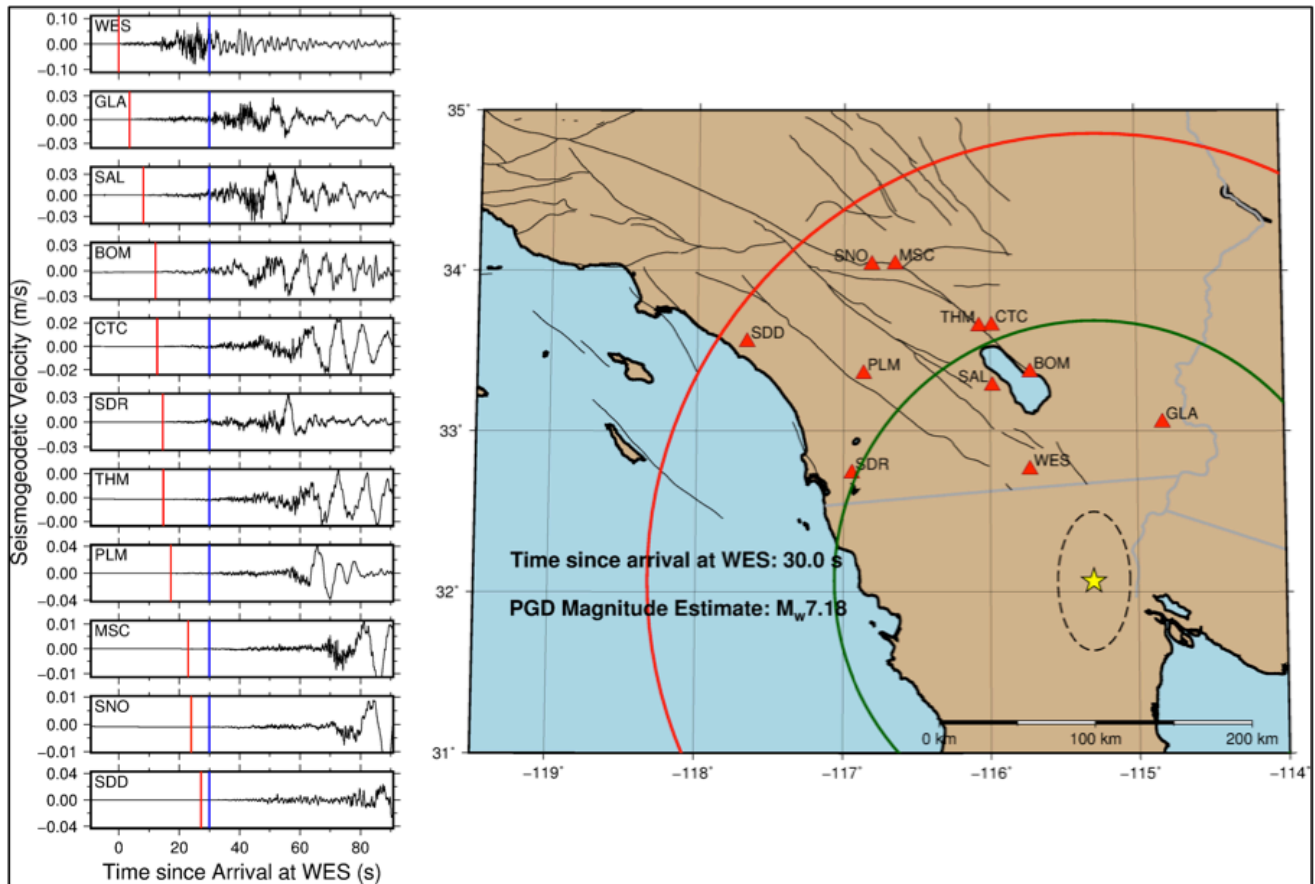 Seismogeodetic Velocity (m/s)
0.10
0.00
−0.10
WES
0.03
0.00
−0.03
GLA
0.03
0.00
−0.03
SAL
0.03
0.00
−0.03
BOM
0.02
0.00
−0.02
CTC
0.03
0.00
−0.03
SDR
0.00
−0.00
−0.00
THM
0.04
0.00
−0.04
PLM
0.01
0.00
−0.01
MSC
0.01
−0.00
−0.01
SNO
0.04
0.00
−0.04
SDD
0 20 40 60 80
Time since Arrival at WES (s)
35˚
34˚
33˚
32˚
31˚
SNO MSC
THM CTC
SDD
PLM
SAL BOM
GLA
SDR
WES
Time since arrival at WES: 30.0 s
PGD Magnitude Estimate: Mw7.18
0 km 100 km 200 km
−119˚ −118˚ −117˚ −116˚ −115˚ −114˚